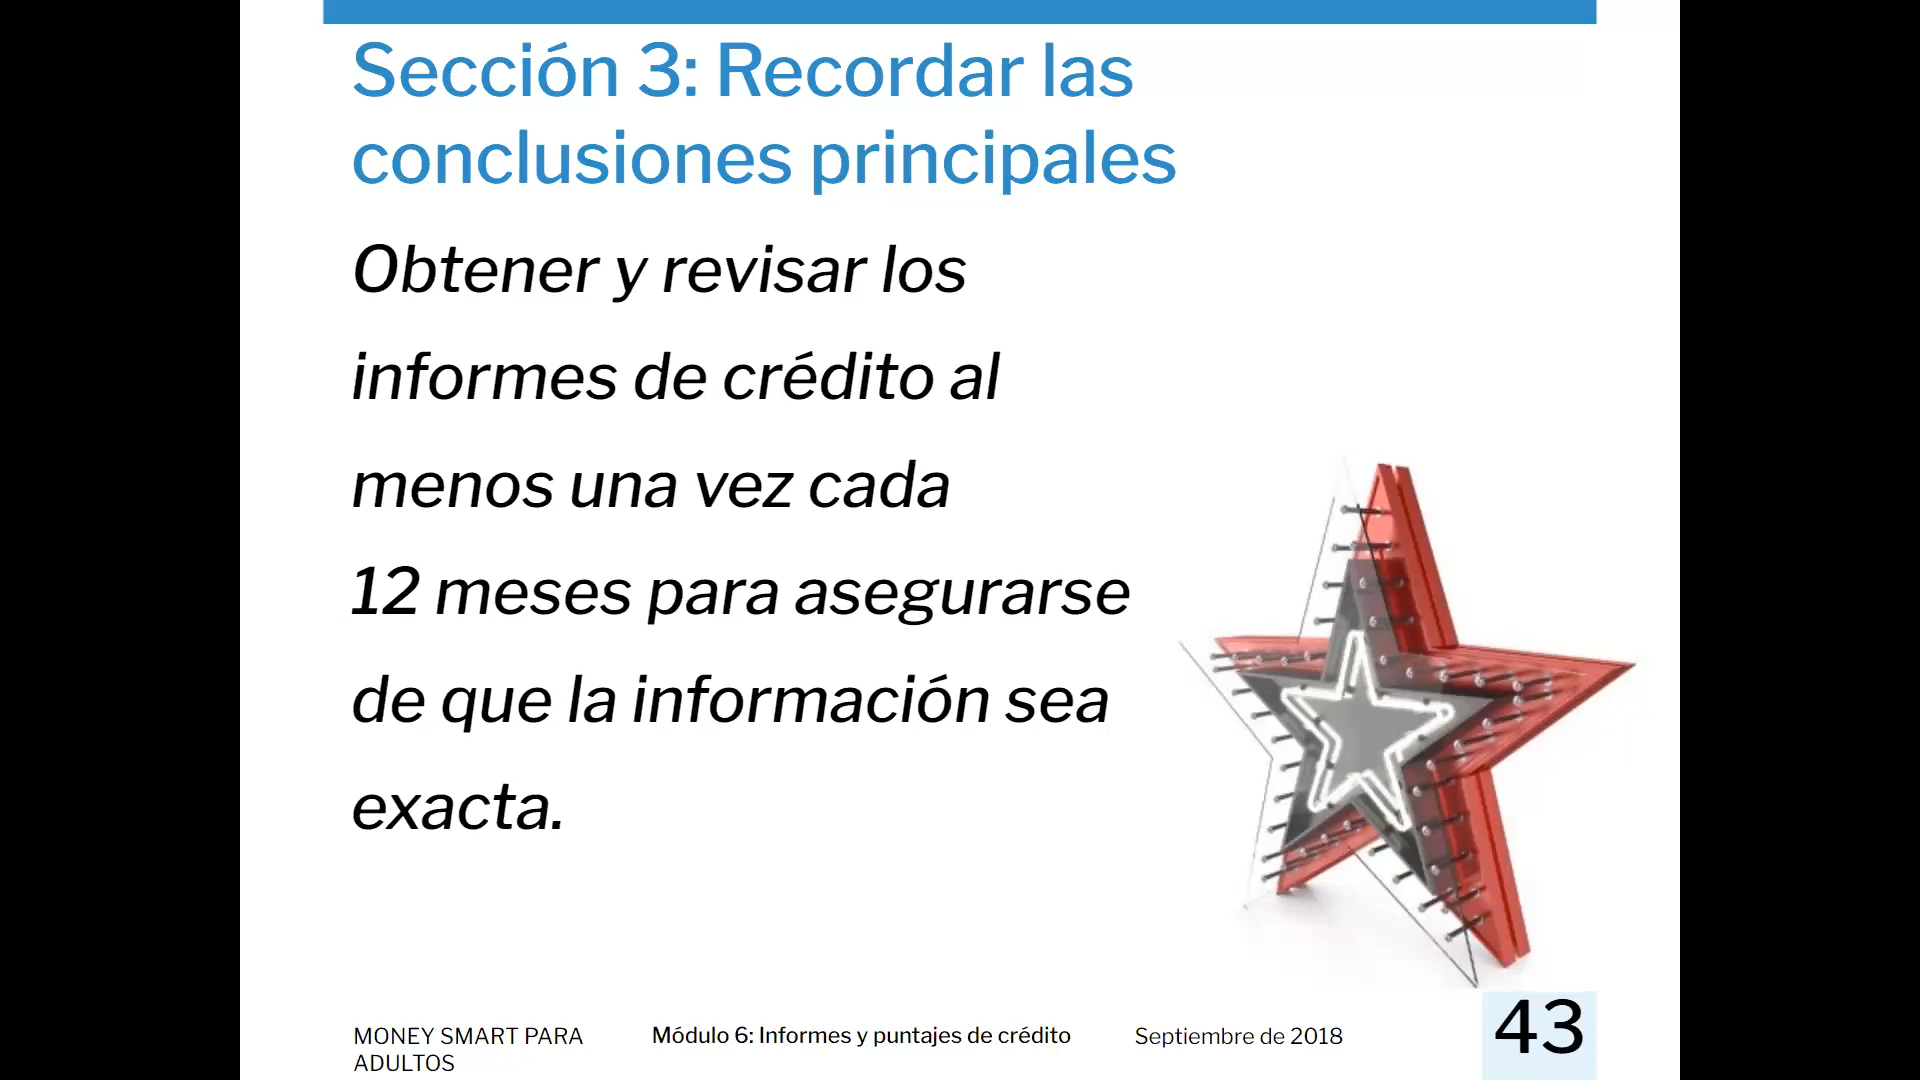 Sección 3: Recordar las
conclusiones principales
Obtener y revisar los
informes de crédito al
menos una vez cada
12 meses para asegurarse
de que la información sea
exacta.
MONEY SMART PARA
ADULTOS
Módulo 6: Informes y puntajes de crédito
Septiembre de 2018
43